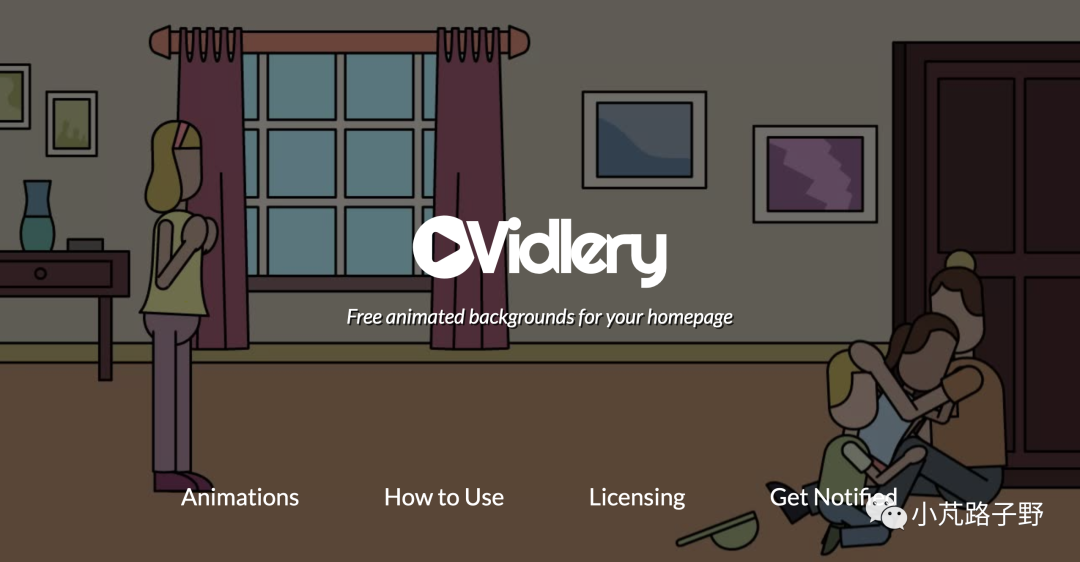 Vidlery
Free animated backgrounds for your homepage
Animations How to Use Licensing Get Notified
小芃路子野